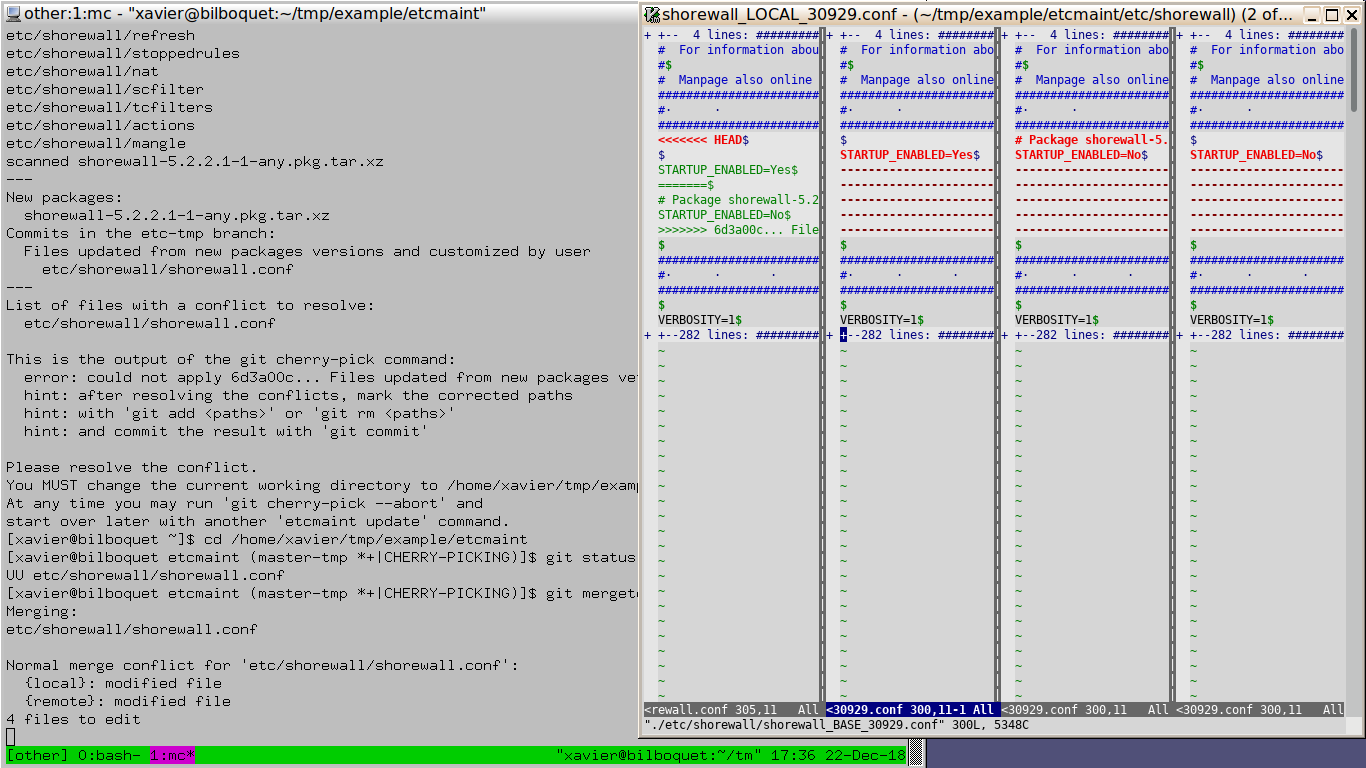 other:1:mc - "xavier@bilboquet:~/tmp/example/etcmaint"
etc/shorewall/refresh
etc/shorewall/stoppedrules
etc/shorewall/nat
etc/shorewall/scfilter
etc/shorewall/tcfilters
etc/shorewall/actions
etc/shorewall/mangle
scanned shorewall-5.2.2.1-1-any.pkg.tar.xz
---
New packages:
  shorewall-5.2.2.1-1-any.pkg.tar.xz
Commits in the etc-tmp branch:
  Files updated from new packages versions and customized by user
    etc/shorewall/shorewall.conf
---
List of files with a conflict to resolve:
  etc/shorewall/shorewall.conf
This is the output of the git cherry-pick command:
  error: could not apply 6d3a00c... Files updated from new packages ve
  hint: after resolving the conflicts, mark the corrected paths
  hint: with 'git add <paths>' or 'git rm <paths>'
  hint: and commit the result with 'git commit'
Please resolve the conflict.
You MUST change the current working directory to /home/xavier/tmp/exam
At any time you may run 'git cherry-pick --abort' and
start over later with another 'etcmaint update' command.
[xavier@bilboquet ~]$ cd /home/xavier/tmp/example/etcmaint
[xavier@bilboquet etcmaint (master-tmp *+|CHERRY-PICKING)]$ git status
UU etc/shorewall/shorewall.conf
[xavier@bilboquet etcmaint (master-tmp *+|CHERRY-PICKING)]$ git merget
Merging:
etc/shorewall/shorewall.conf
Normal merge conflict for 'etc/shorewall/shorewall.conf':
  {local}: modified file
  {remote}: modified file
4 files to edit
[other] 0:bash- 1:mc* "xavier@bilboquet:~/tm" 17:36 22-Dec-18
shorewall_LOCAL_30929.conf - (~/tmp/example/etcmaint/etc/shorewall) (2 of...
+ +--  4 lines: #########
#  For information abou
#$
#  Manpage also online
#######################
#·      ·
#######################
<<<<<<< HEAD$
$
STARTUP_ENABLED=Yes$
=======$
# Package shorewall-5.2
STARTUP_ENABLED=No$
>>>>>>> 6d3a00c... File
$
#######################
#·      ·      ·
#######################
$
VERBOSITY=1$
+ +--282 lines: #########
<rewall.conf 305,11   All
+ +--  4 lines: #########
#  For information abo
#$
#  Manpage also online
######################
#·      ·
######################
$
STARTUP_ENABLED=Yes$
----------------------
----------------------
----------------------
----------------------
----------------------
$
######################
#·      ·      ·
######################
$
VERBOSITY=1$
+ +--282 lines: ########
<30929.conf 300,11-1 All
+ +--  4 lines: ########
#  For information abo
#$
#  Manpage also online
######################
#·      ·
######################
# Package shorewall-5.
STARTUP_ENABLED=No$
----------------------
----------------------
----------------------
----------------------
----------------------
$
######################
#·      ·      ·
######################
$
VERBOSITY=1$
+ +--282 lines: ########
<30929.conf 300,11   All
+ +--  4 lines: ########
#  For information abo
#$
#  Manpage also online
######################
#·      ·
######################
$
STARTUP_ENABLED=No$
----------------------
----------------------
----------------------
----------------------
----------------------
$
######################
#·      ·      ·
######################
$
VERBOSITY=1$
+ +--282 lines: ########
<30929.conf 300,11   All
"./etc/shorewall/shorewall_BASE_30929.conf" 300L, 5348C